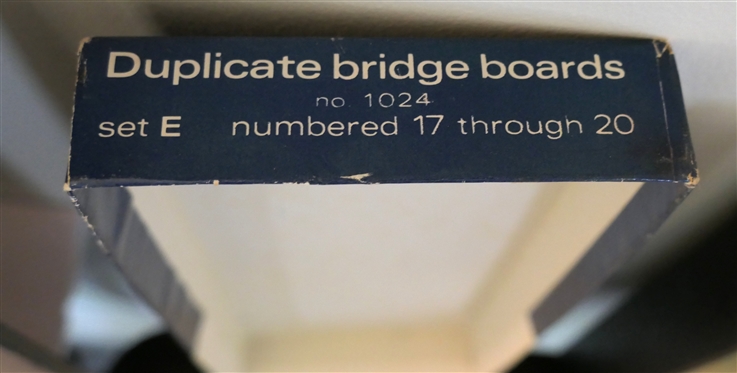 Duplicate bridge boards
no. 1024
set E numbered 17 through 20